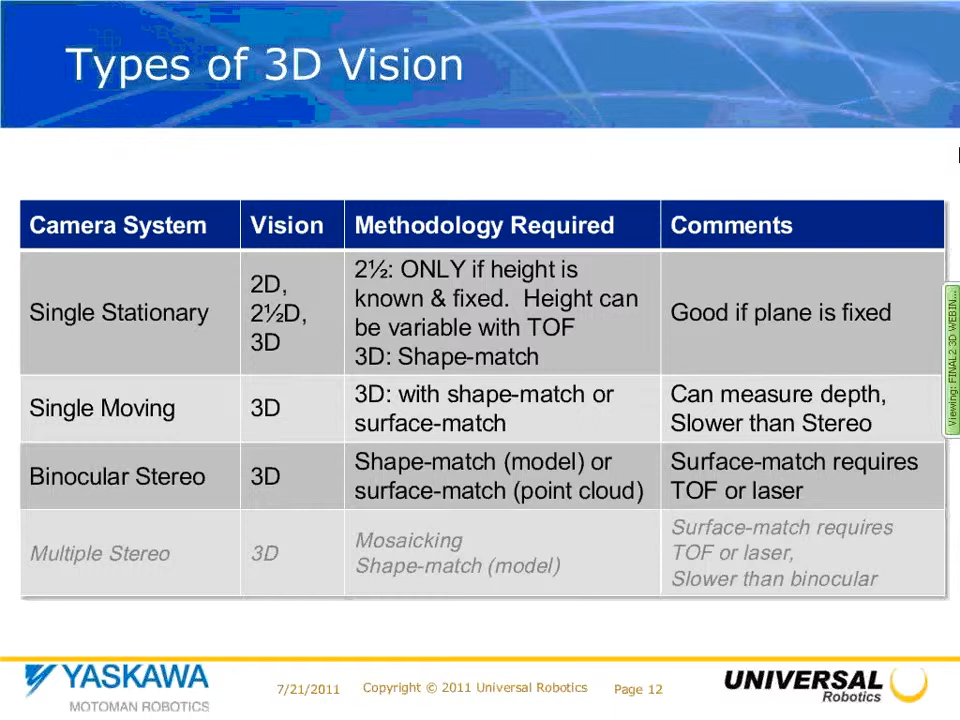 Types of 3D Vision
Camera System
Vision
Methodology Required
Comments
Single Stationary
2D,
2½D,
3D
2½: ONLY if height is
known & fixed. Height can
be variable with TOF
3D: Shape-match
Good if plane is fixed
Single Moving
3D
3D: with shape-match or
surface-match
Can measure depth,
Slower than Stereo
Binocular Stereo
3D
Shape-match (model) or
surface-match (point cloud)
Surface-match requires
TOF or laser
Multiple Stereo
3D
Mosaicking
Shape-match (model)
Surface-match requires
TOF or laser,
Slower than binocular
Viewing: FINAL2 3D WEBIN...
YASKAWA
MOTOMAN ROBOTICS
7/21/2011
Copyright © 2011 Universal Robotics
Page 12
UNIVERSAL
Robotics